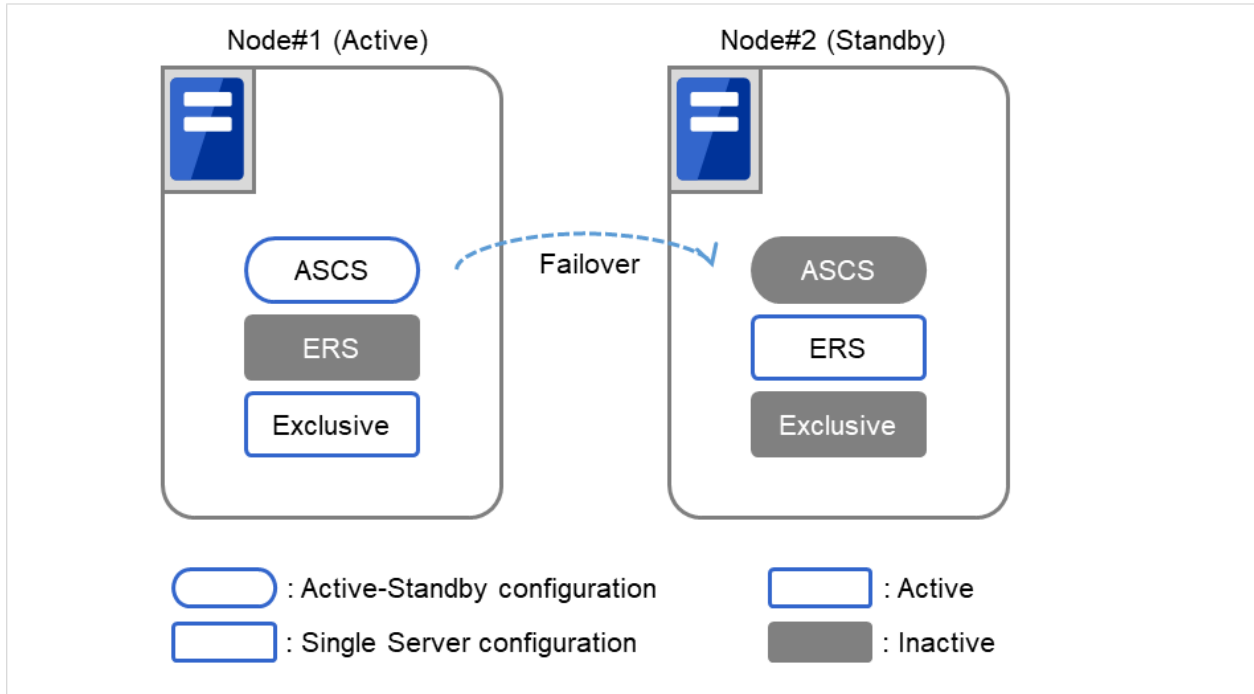 Node#1 (Active)
Node#2 (Standby)
ASCS
ERS
Exclusive
Failover
ASCS
ERS
Exclusive
: Active-Standby configuration
: Single Server configuration
: Active
: Inactive